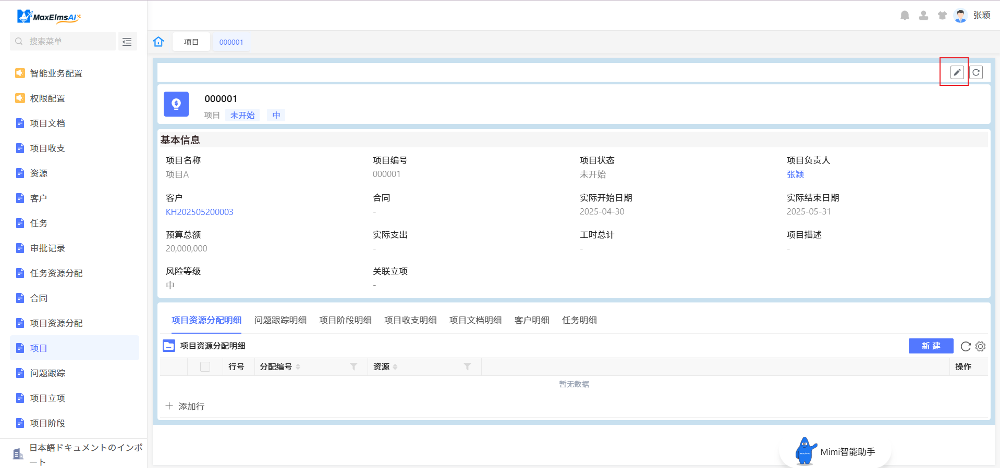 MaxElmsAI
张颖
搜索菜单
项目
000001
智能业务配置
权限配置
项目文档
项目收支
资源
客户
任务
审批记录
任务资源分配
合同
项目资源分配
项目
问题跟踪
项目立项
项目阶段
日本語ドキュメントのインポ
ート
000001
项目 未开始 中
基本信息
项目名称 项目编号 项目状态 项目负责人
项目A 000001 未开始 张颖
客户 合同 实际开始日期 实际结束日期
KH202505200003 - 2025-04-30 2025-05-31
预算总额 实际支出 工时总计 项目描述
20,000,000 - - -
风险等级 关联立项
中 -
项目资源分配明细 问题跟踪明细 项目阶段明细 项目收支明细 项目文档明细 客户明细 任务明细
项目资源分配明细 新 建
行号 分配编号 资源 操作
暂无数据
添加行
Mimi智能助手